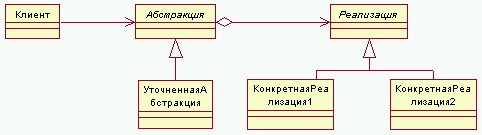 Клиент
Абстракция
Реализация
УточненнаяА
бстракция
КонкретнаяРеа
лизация1
КонкретнаяРеа
лизация2